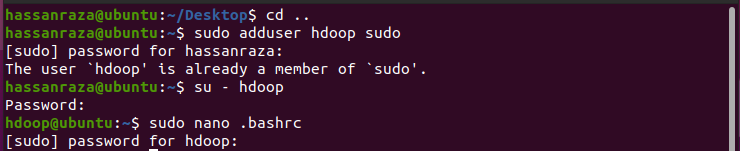 hassanraza@ubuntu:~/Desktop$ cd ..
hassanraza@ubuntu:~$ sudo adduser hdoop sudo
[sudo] password for hassanraza:
The user `hdoop' is already a member of `sudo'.
hassanraza@ubuntu:~$ su - hdoop
Password:
hdoop@ubuntu:~$ sudo nano .bashrc
[sudo] password for hdoop: